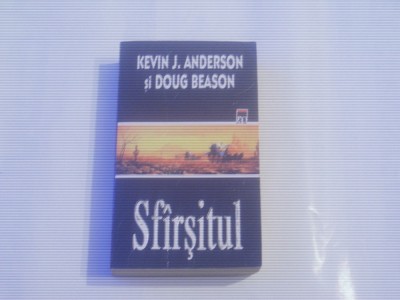 KEVIN J. ANDERSON
și DOUG BEASON
Sfîrșitul